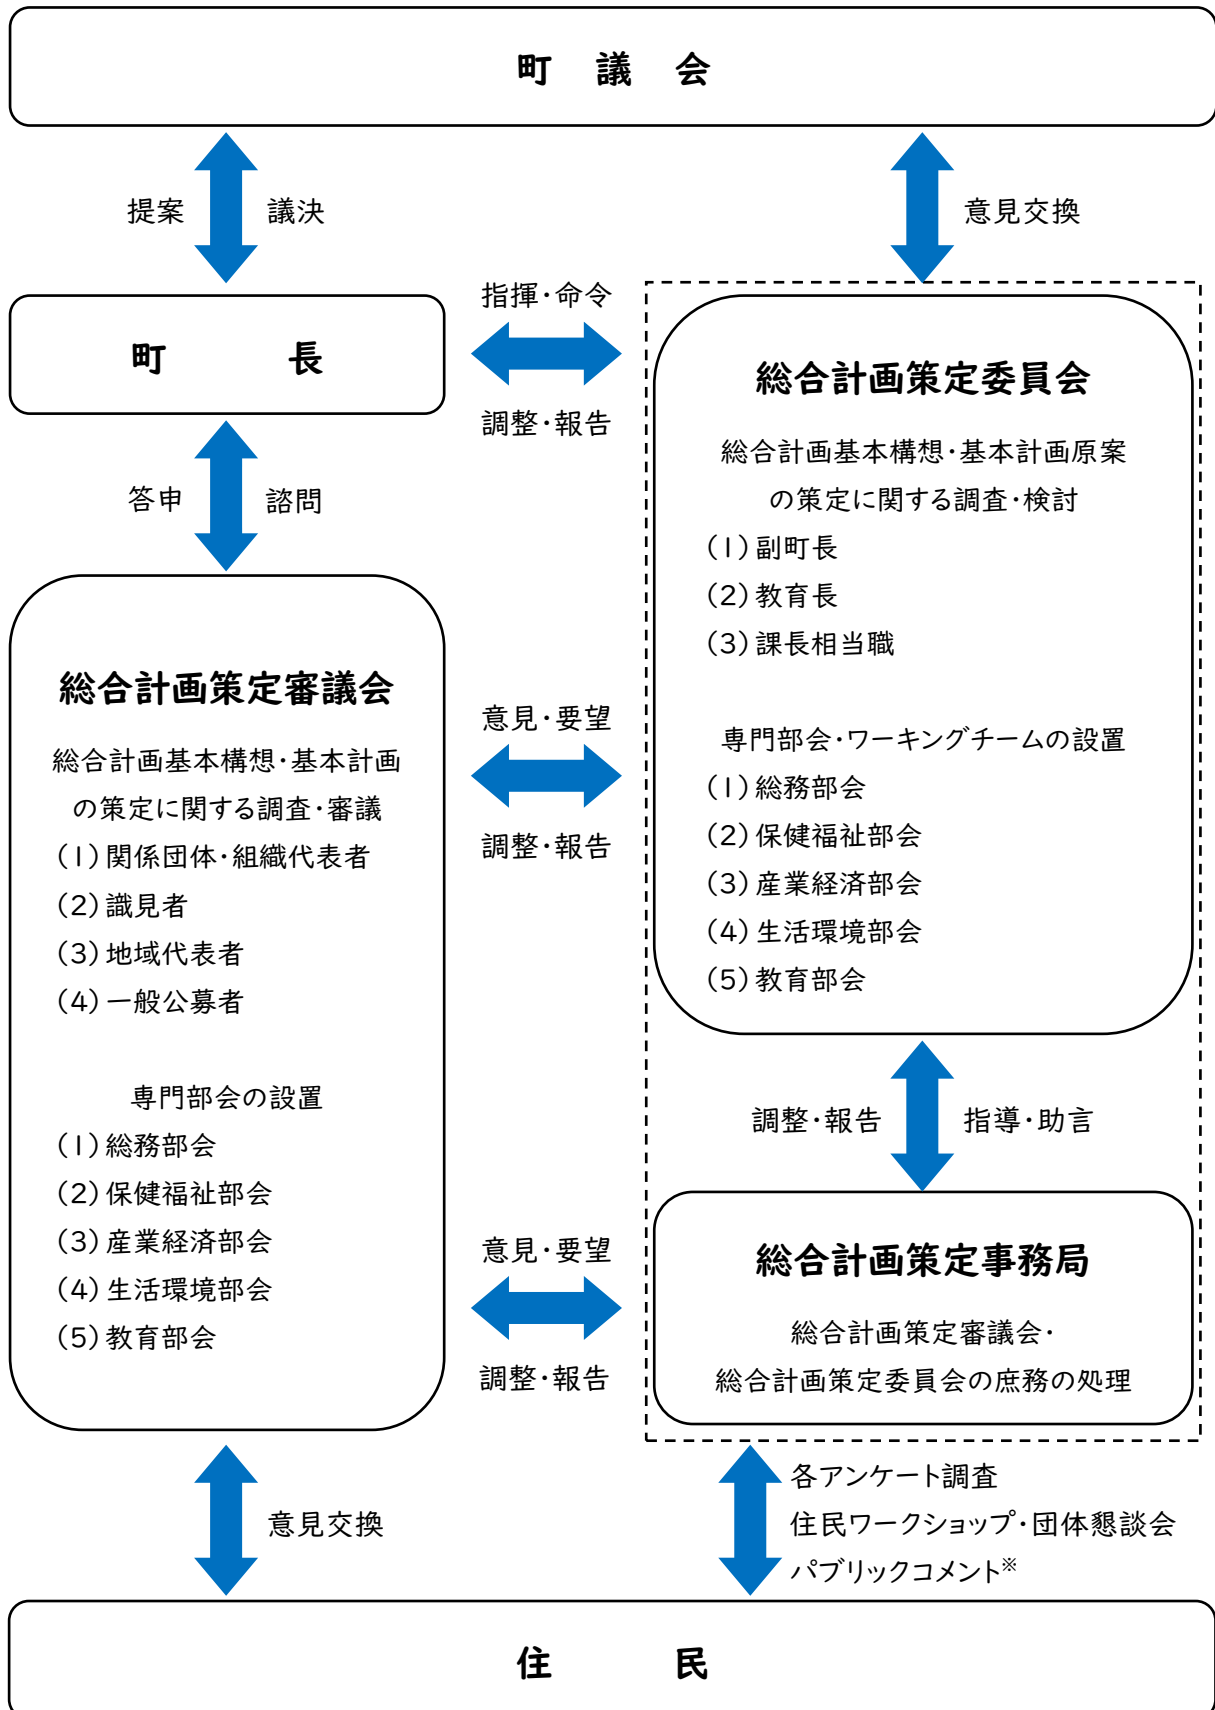 町　議　会
提案
議決
意見交換
町　　　長
指揮・命令
調整・報告
総合計画策定委員会
総合計画基本構想・基本計画原案
の策定に関する調査・検討
(1)副町長
(2)教育長
(3)課長相当職
専門部会・ワーキングチームの設置
(1)総務部会
(2)保健福祉部会
(3)産業経済部会
(4)生活環境部会
(5)教育部会
答申
諮問
総合計画策定審議会
総合計画基本構想・基本計画
の策定に関する調査・審議
(1)関係団体・組織代表者
(2)識見者
(3)地域代表者
(4)一般公募者
専門部会の設置
(1)総務部会
(2)保健福祉部会
(3)産業経済部会
(4)生活環境部会
(5)教育部会
意見・要望
調整・報告
調整・報告
指導・助言
意見・要望
調整・報告
総合計画策定事務局
総合計画策定審議会・
総合計画策定委員会の庶務の処理
意見交換
各アンケート調査
住民ワークショップ・団体懇談会
パブリックコメント※
住　　　民